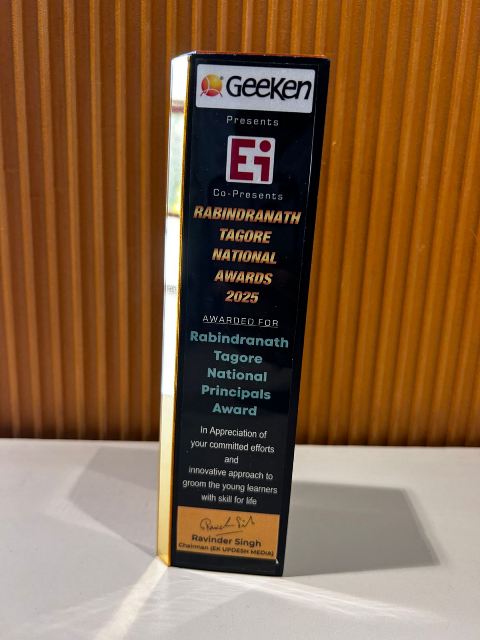 GeeKen
Presents
Ei
Co-Presents
RABINDRANATH
TAGORE
NATIONAL
AWARDS
2025
AWARDED FOR
Rabindranath
Tagore
National
Principals
Award
In Appreciation of
your committed efforts
and
innovative approach to
groom the young learners
with skill for life
Ravinder Singh
Chairman (EK UPDESH MEDIA)